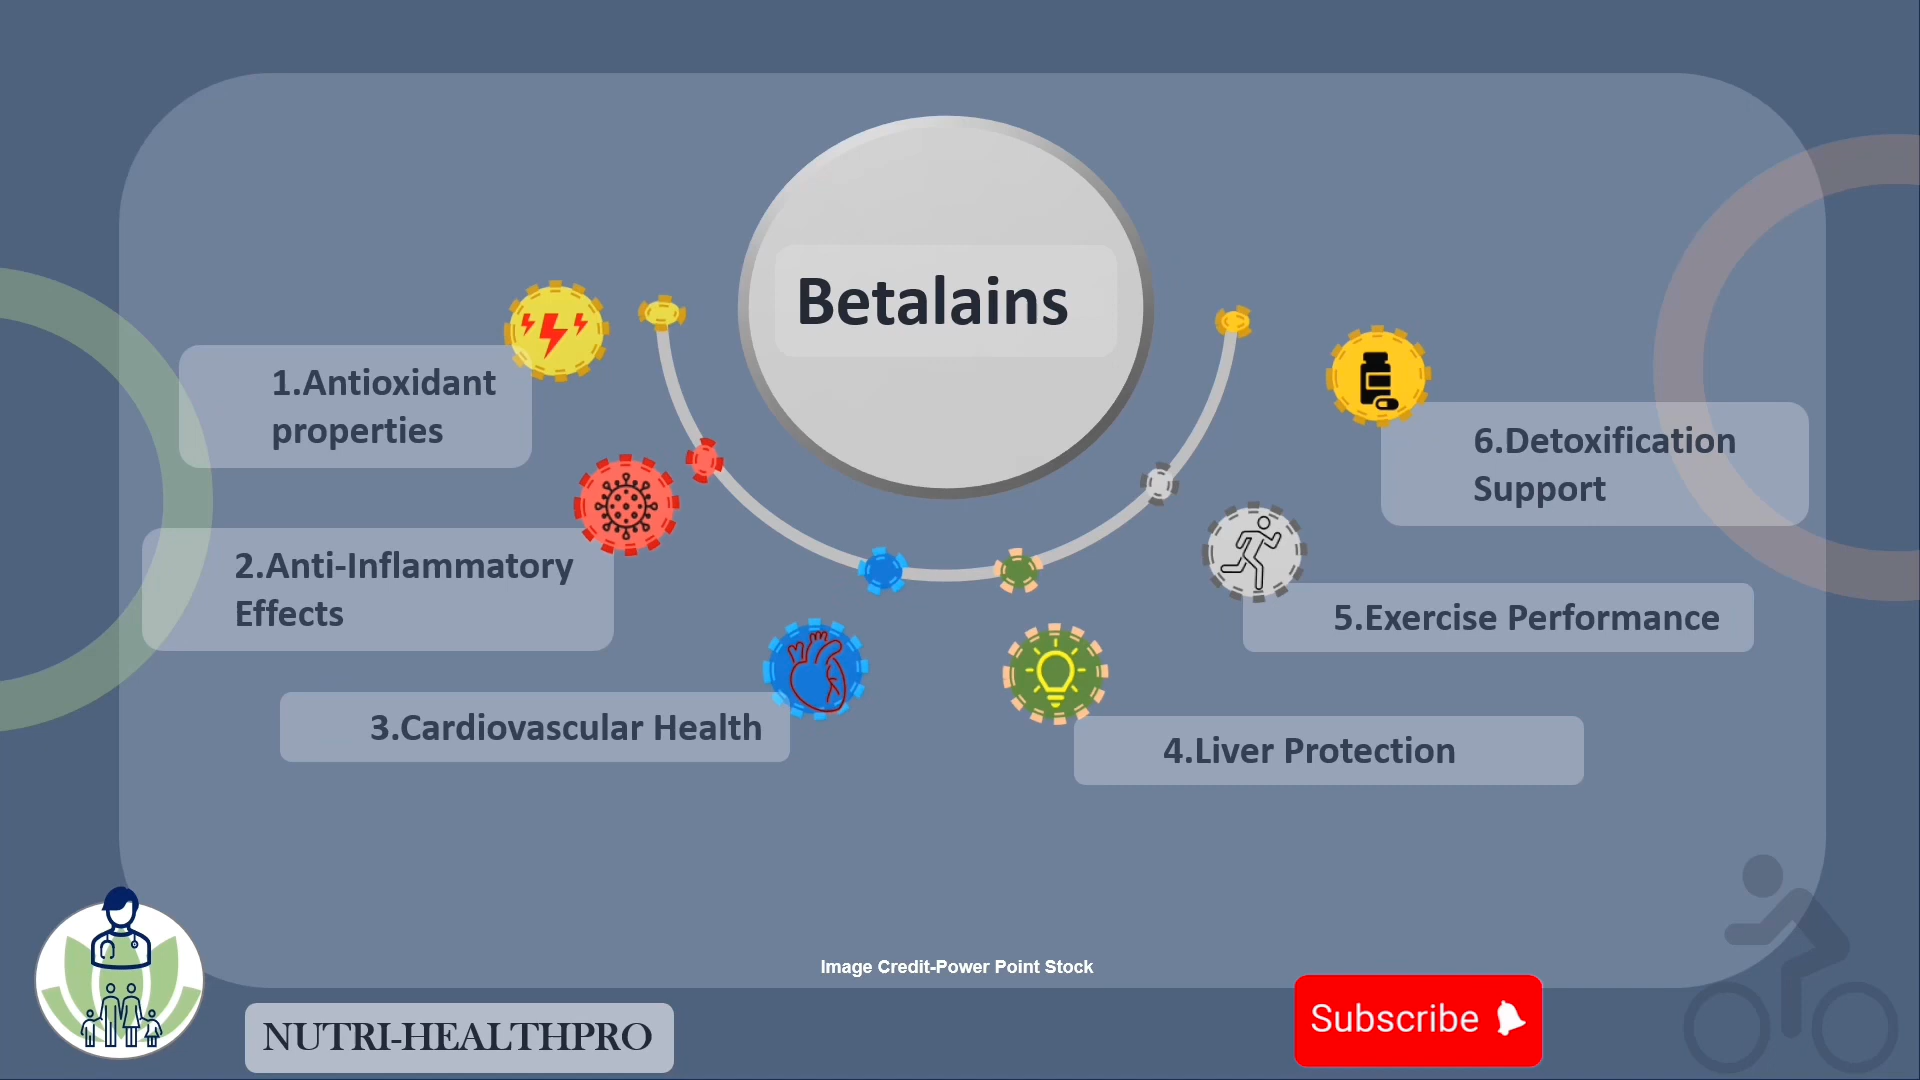 Betalains
1.Antioxidant
properties
2.Anti-Inflammatory
Effects
3.Cardiovascular Health
4.Liver Protection
5.Exercise Performance
6.Detoxification
Support
Image Credit-Power Point Stock
NUTRI-HEALTHPRO
Subscribe